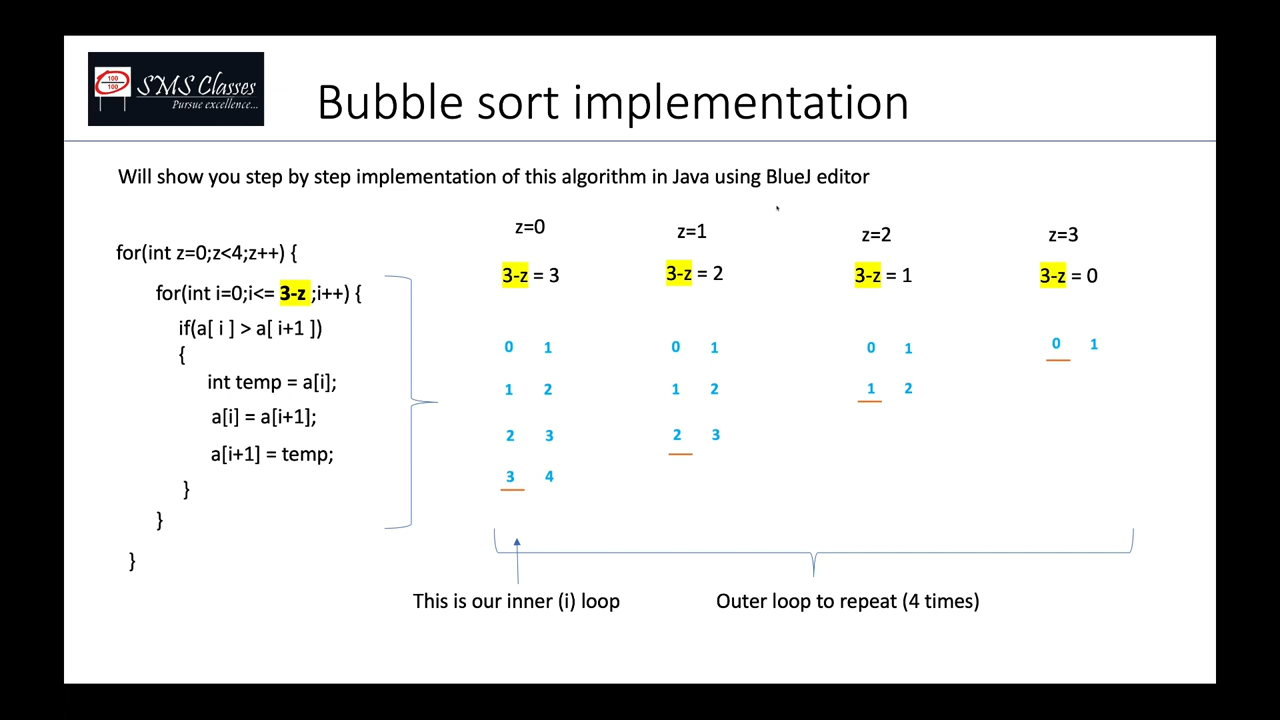 100
100
SMS Classes
Pursue excellence...
Bubble sort implementation
Will show you step by step implementation of this algorithm in Java using BlueJ editor
for(int z=0;z<4;z++) {
for(int i=0;i<= 3-z ;i++) {
if(a[ i ] > a[ i+1 ])
{
int temp = a[i];
a[i] = a[i+1];
a[i+1] = temp;
}
}
}
z=0
3-z = 3
0 1
1 2
2 3
3 4
z=1
3-z = 2
0 1
1 2
2 3
z=2
3-z = 1
0 1
1 2
z=3
3-z = 0
0 1
This is our inner (i) loop
Outer loop to repeat (4 times)